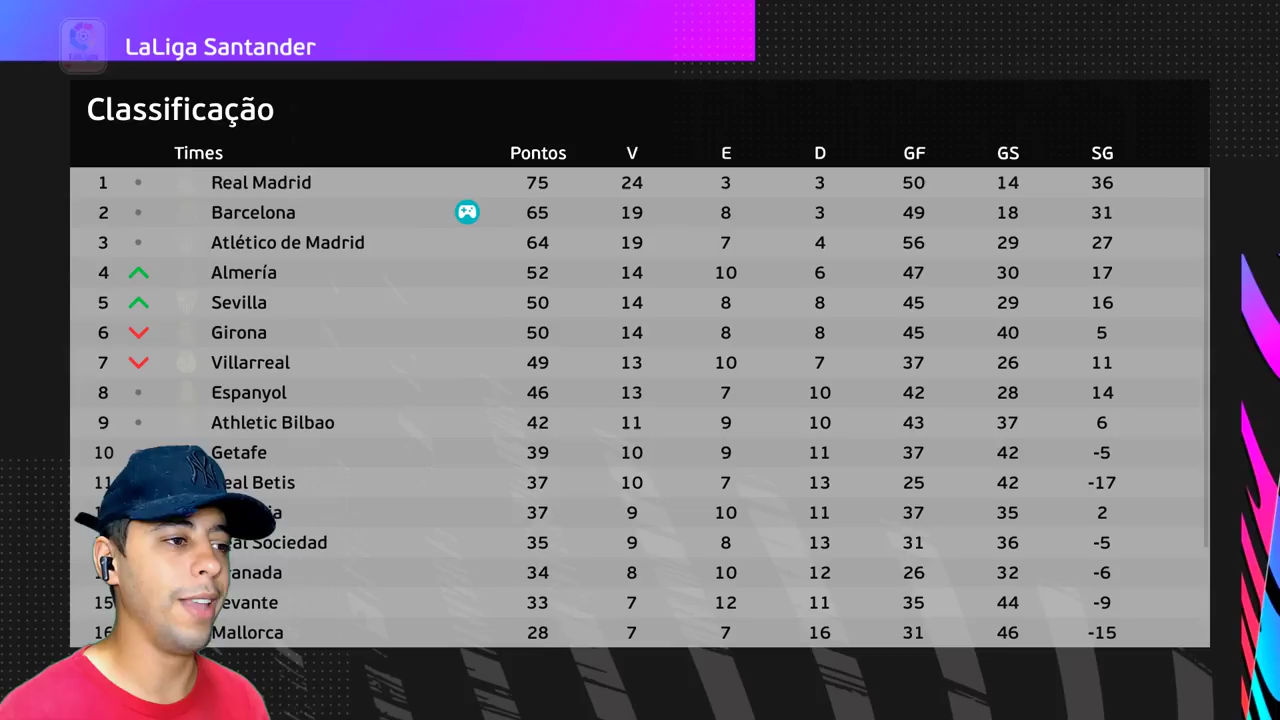 LaLiga Santander
Classificação
Times Pontos V E D GF GS SG
1 Real Madrid 75 24 3 3 50 14 36
2 Barcelona 65 19 8 3 49 18 31
3 Atlético de Madrid 64 19 7 4 56 29 27
4 Almería 52 14 10 6 47 30 17
5 Sevilla 50 14 8 8 45 29 16
6 Girona 50 14 8 8 45 40 5
7 Villarreal 49 13 10 7 37 26 11
8 Espanyol 46 13 7 10 42 28 14
9 Athletic Bilbao 42 11 9 10 43 37 6
10 Getafe 39 10 9 11 37 42 -5
11 eal Betis 37 10 7 13 25 42 -17
37 9 10 11 37 35 2
al Sociedad 35 9 8 13 31 36 -5
anada 34 8 10 12 26 32 -6
15 evante 33 7 12 11 35 44 -9
16 Mallorca 28 7 7 16 31 46 -15